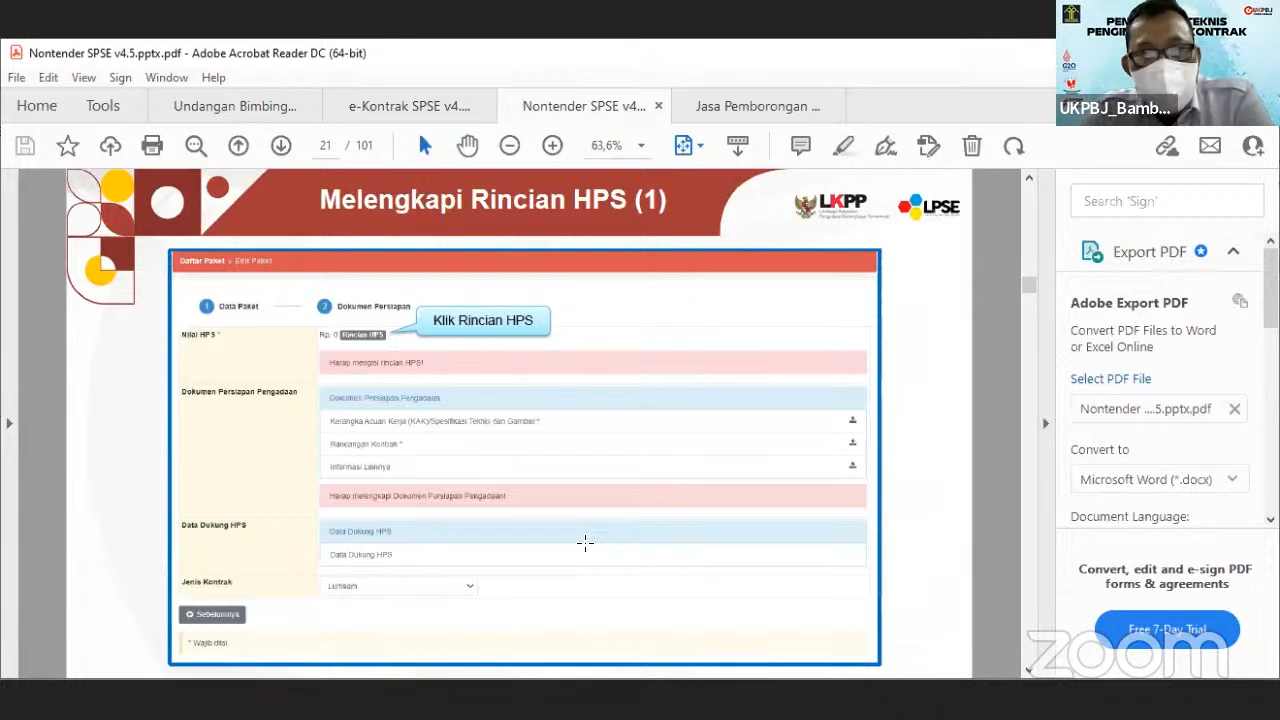 Nontender SPSE v4.5.pptx.pdf - Adobe Acrobat Reader DC (64-bit)
File Edit View Sign Window Help
Home Tools Undangan Bimbing... e-Kontrak SPSE v4.... Nontender SPSE v4... × Jasa Pemborongan ...
21 / 101 63,6%
Melengkapi Rincian HPS (1)
LKPP
LPSE
Daftar Paket » Edit Paket
1 Data Paket 2 Dokumen Persiapan
Klik Rincian HPS
Nilai HPS * Rp. 0 Rincian HPS
Harap mengisi rincian HPS!
Dokumen Persiapan Pengadaan Dokumen Persiapan Pengadaan
Kerangka Acuan Kerja (KAK)/Spesifikasi Teknis dan Gambar *
Rancangan Kontrak *
Informasi Lainnya
Harap melengkapi Dokumen Persiapan Pengadaan!
Data Dukung HPS Data Dukung HPS
Data Dukung HPS
Jenis Kontrak Lumsum
Sebelumnya
* Wajib diisi
Search 'Sign'
Export PDF
Adobe Export PDF
Convert PDF Files to Word
or Excel Online
Select PDF File
Nontender ....5.pptx.pdf
Convert to
Microsoft Word (*.docx)
Document Language:
Convert, edit and e-sign PDF
forms & agreements
Free 7-Day Trial
zoom
UKPBJ
G20
UKPBJ_Bamb...